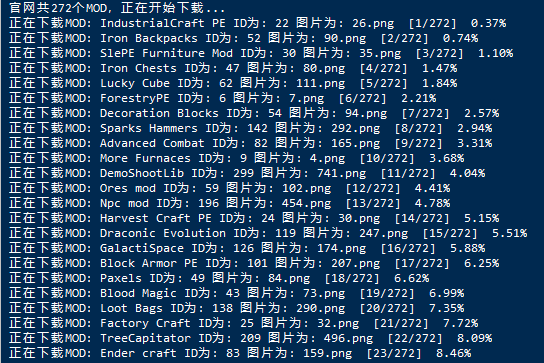 官网共272个MOD，正在开始下载...
正在下载MOD: IndustrialCraft PE ID为: 22 图片为: 26.png [1/272] 0.37%
正在下载MOD: Iron Backpacks ID为: 52 图片为: 90.png [2/272] 0.74%
正在下载MOD: SlePE Furniture Mod ID为: 30 图片为: 35.png [3/272] 1.10%
正在下载MOD: Iron Chests ID为: 47 图片为: 80.png [4/272] 1.47%
正在下载MOD: Lucky Cube ID为: 62 图片为: 111.png [5/272] 1.84%
正在下载MOD: ForestryPE ID为: 6 图片为: 7.png [6/272] 2.21%
正在下载MOD: Decoration Blocks ID为: 54 图片为: 94.png [7/272] 2.57%
正在下载MOD: Sparks Hammers ID为: 142 图片为: 292.png [8/272] 2.94%
正在下载MOD: Advanced Combat ID为: 82 图片为: 165.png [9/272] 3.31%
正在下载MOD: More Furnaces ID为: 9 图片为: 4.png [10/272] 3.68%
正在下载MOD: DemoShootLib ID为: 299 图片为: 741.png [11/272] 4.04%
正在下载MOD: Ores mod ID为: 59 图片为: 102.png [12/272] 4.41%
正在下载MOD: Npc mod ID为: 196 图片为: 454.png [13/272] 4.78%
正在下载MOD: Harvest Craft PE ID为: 24 图片为: 30.png [14/272] 5.15%
正在下载MOD: Draconic Evolution ID为: 119 图片为: 247.png [15/272] 5.51%
正在下载MOD: GalactiSpace ID为: 126 图片为: 174.png [16/272] 5.88%
正在下载MOD: Block Armor PE ID为: 101 图片为: 207.png [17/272] 6.25%
正在下载MOD: Paxels ID为: 49 图片为: 84.png [18/272] 6.62%
正在下载MOD: Blood Magic ID为: 43 图片为: 73.png [19/272] 6.99%
正在下载MOD: Loot Bags ID为: 138 图片为: 290.png [20/272] 7.35%
正在下载MOD: Factory Craft ID为: 25 图片为: 32.png [21/272] 7.72%
正在下载MOD: TreeCapitator ID为: 209 图片为: 496.png [22/272] 8.09%
正在下载MOD: Ender craft ID为: 83 图片为: 159.png [23/272] 8.46%